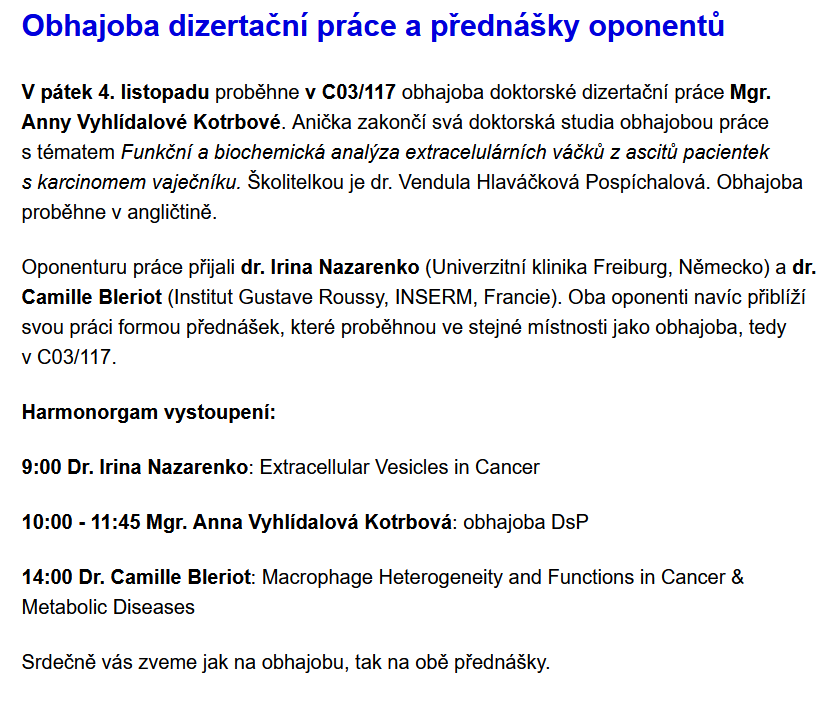 Obhajoba dizertační práce a přednášky oponentů
V pátek 4. listopadu proběhne v C03/117 obhajoba doktorské dizertační práce Mgr.
Anny Vyhlídalové Kotrbové. Anička zakončí svá doktorská studia obhajobou práce
s tématem Funkční a biochemická analýza extracelulárních váčků z ascitů pacientek
s karcinomem vaječníku. Školitelkou je dr. Vendula Hlaváčková Pospíchalová. Obhajoba
proběhne v angličtině.
Oponenturu práce přijali dr. Irina Nazarenko (Univerzitní klinika Freiburg, Německo) a dr.
Camille Bleriot (Institut Gustave Roussy, INSERM, Francie). Oba oponenti navíc přiblíží
svou práci formou přednášek, které proběhnou ve stejné místnosti jako obhajoba, tedy
v C03/117.
Harmonorgam vystoupení:
9:00 Dr. Irina Nazarenko: Extracellular Vesicles in Cancer
10:00 - 11:45 Mgr. Anna Vyhlídalová Kotrbová: obhajoba DsP
14:00 Dr. Camille Bleriot: Macrophage Heterogeneity and Functions in Cancer &
Metabolic Diseases
Srdečně vás zveme jak na obhajobu, tak na obě přednášky.